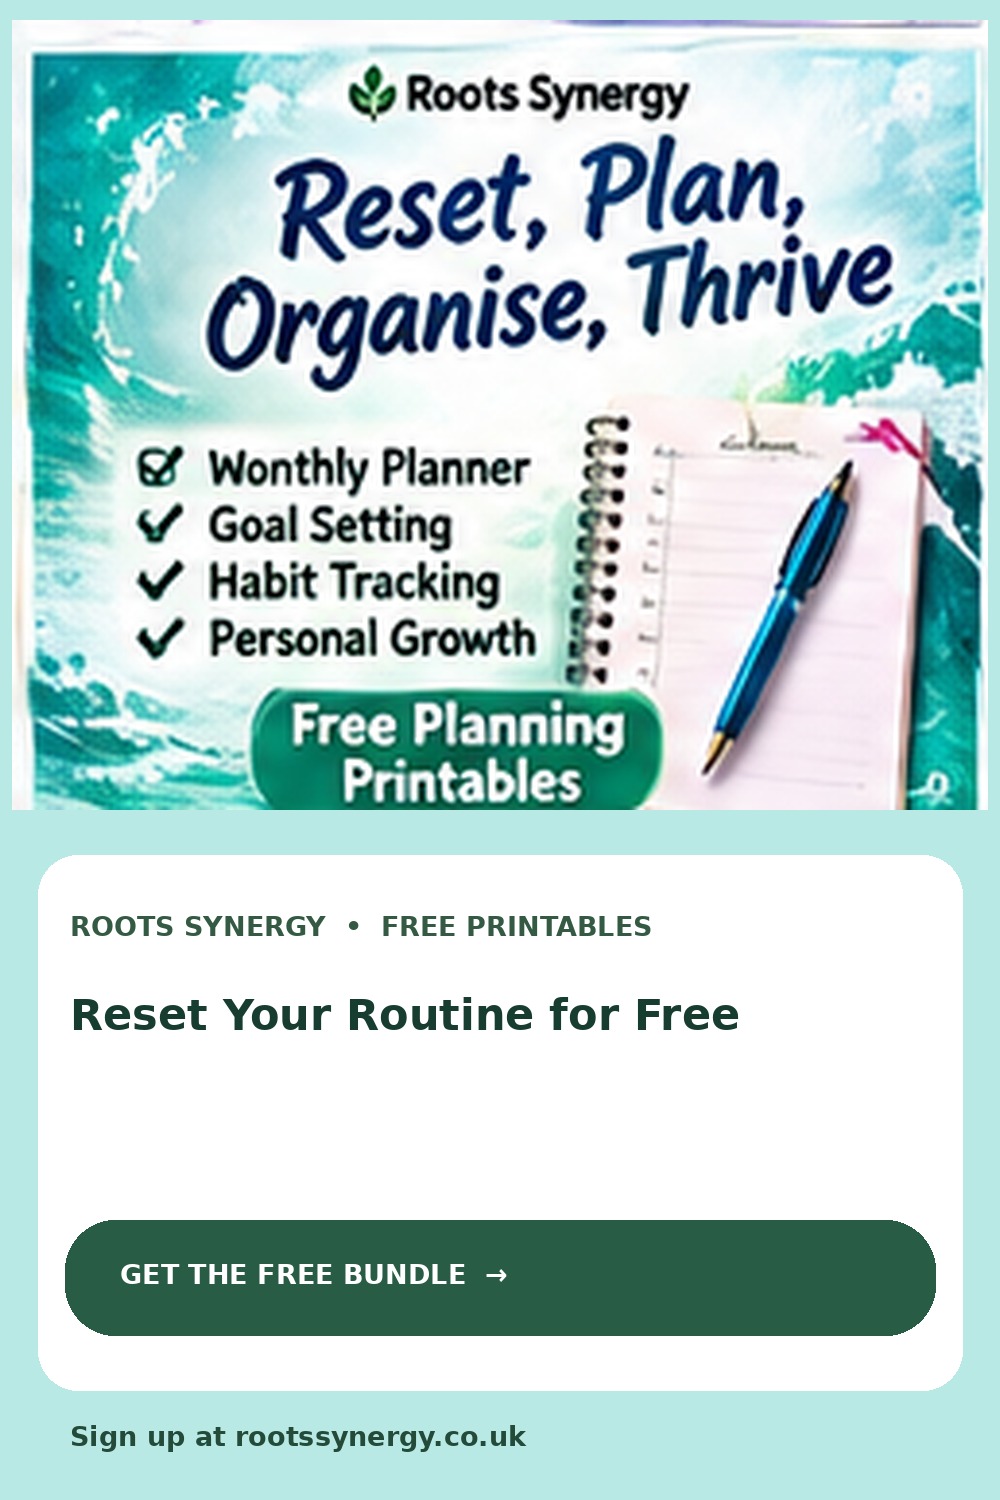 Roots Synergy
Reset, Plan,
Organise, Thrive
Wonthly Planner
Goal Setting
Habit Tracking
Personal Growth
Free Planning
Printables
ROOTS SYNERGY • FREE PRINTABLES
Reset Your Routine for Free
GET THE FREE BUNDLE →
Sign up at rootssynergy.co.uk